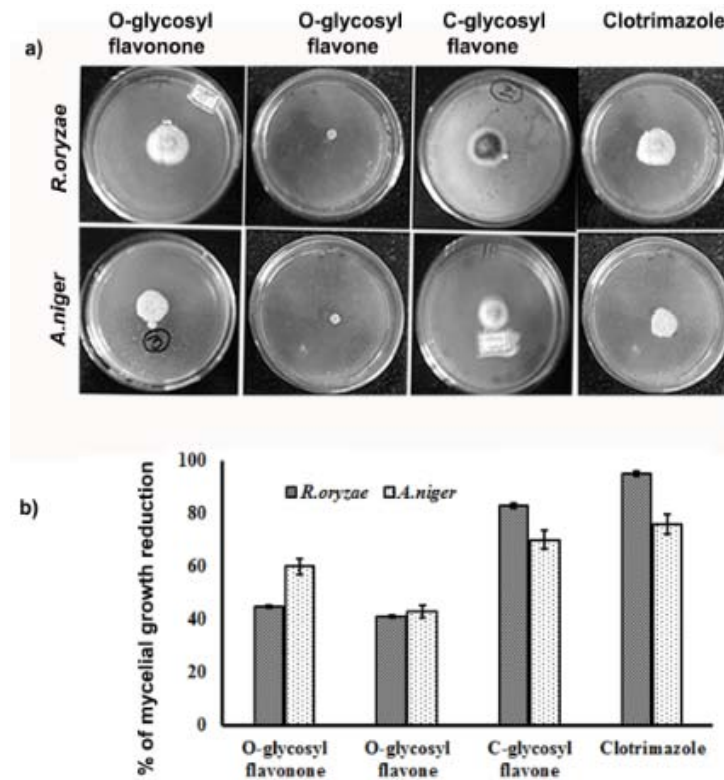 O-glycosyl
flavonone
O-glycosyl
flavone
C-glycosyl
flavone
Clotrimazole
a)
R.oryzae
A.niger
b)
% of mycelial growth reduction
100
80
60
40
20
0
R.oryzae
A.niger
O-glycosyl
flavonone
O-glycosyl
flavone
C-glycosyl
flavone
Clotrimazole